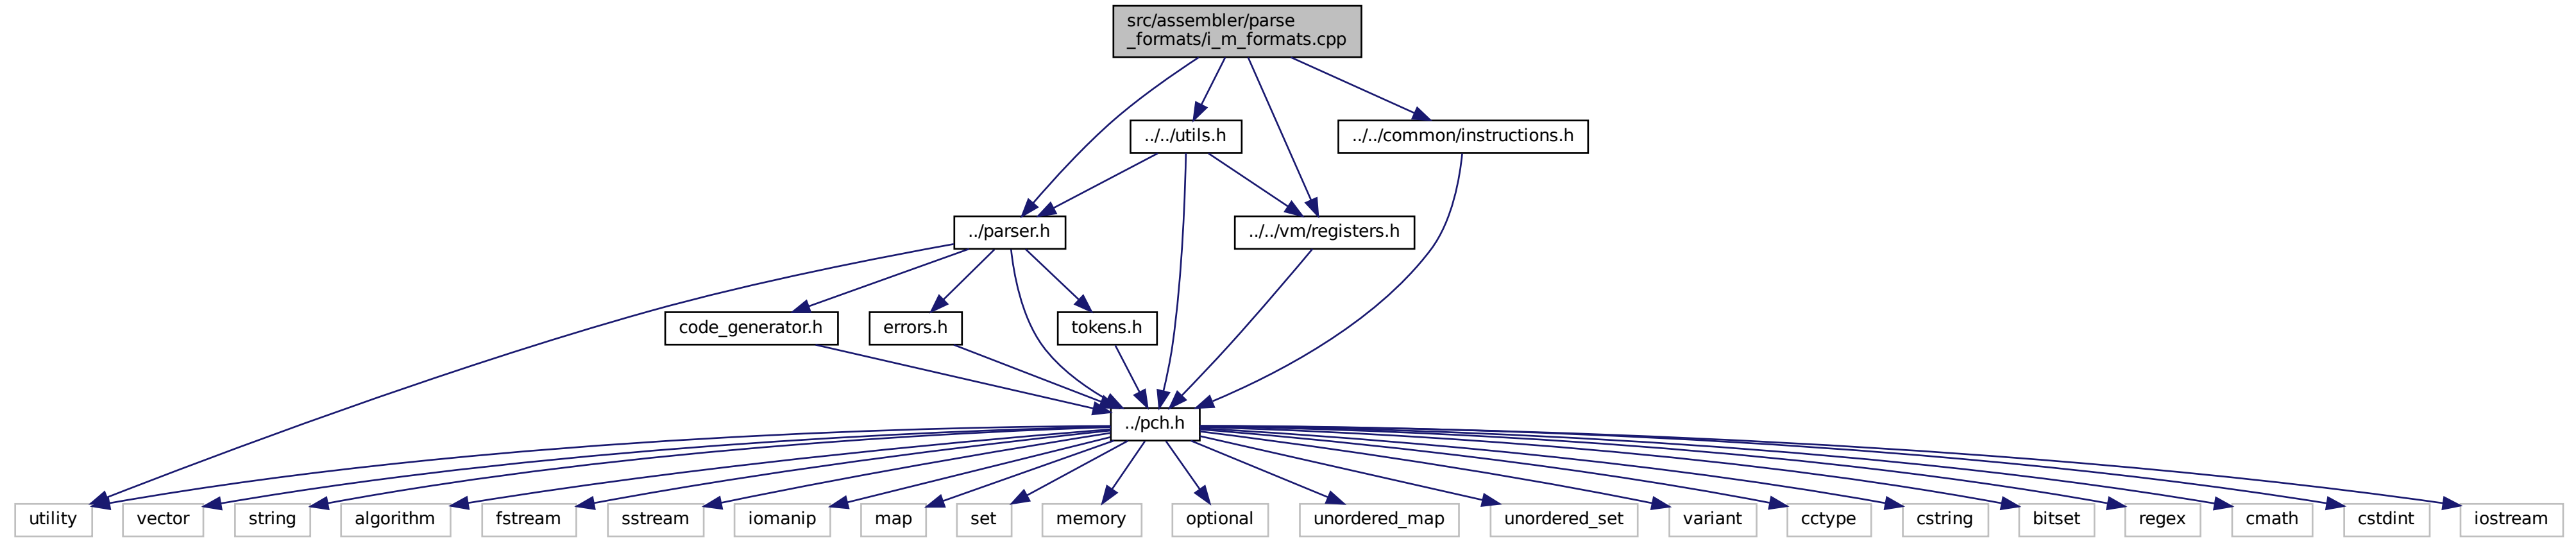 src/assembler/parse
_formats/i_m_formats.cpp
../../utils.h
../../common/instructions.h
../parser.h
../../vm/registers.h
code_generator.h
errors.h
tokens.h
../pch.h
utility
vector
string
algorithm
fstream
sstream
iomanip
map
set
memory
optional
unordered_map
unordered_set
variant
cctype
cstring
bitset
regex
cmath
cstdint
iostream